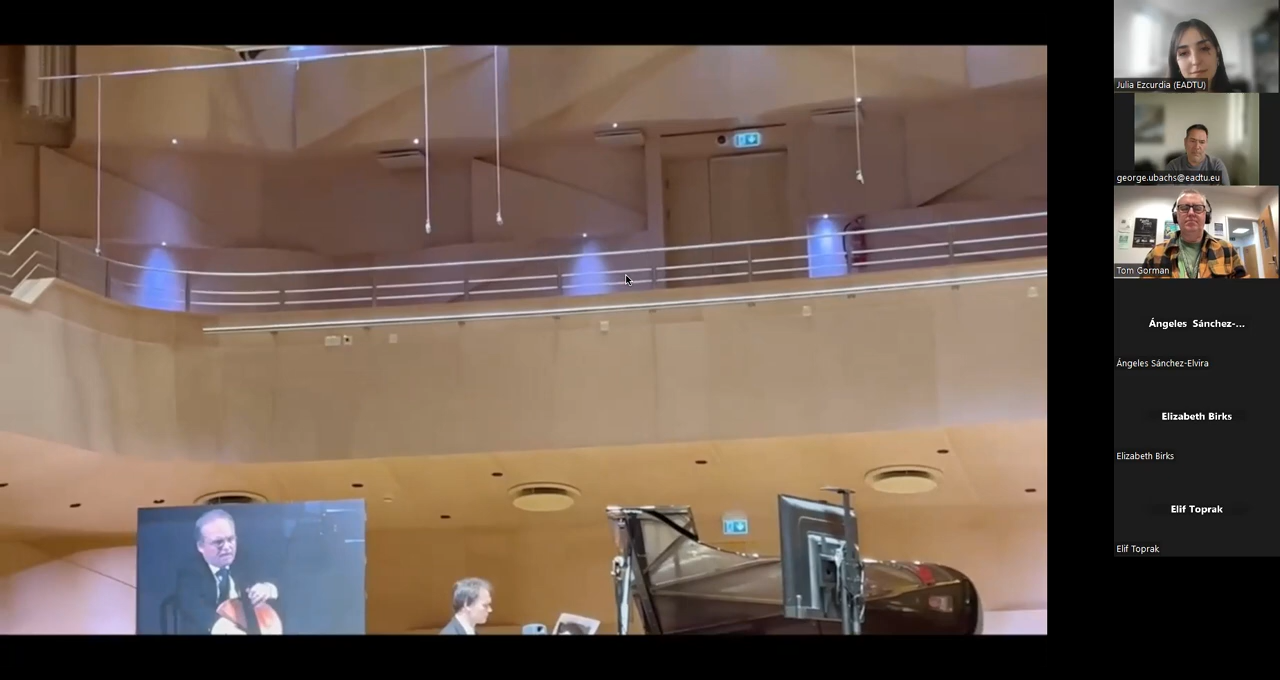 Julia Ezcurdia (EADTU)
george.ubachs@eadtu.eu
Tom Gorman
Ángeles Sánchez-...
Ángeles Sánchez-Elvira
Elizabeth Birks
Elizabeth Birks
Elif Toprak
Elif Toprak